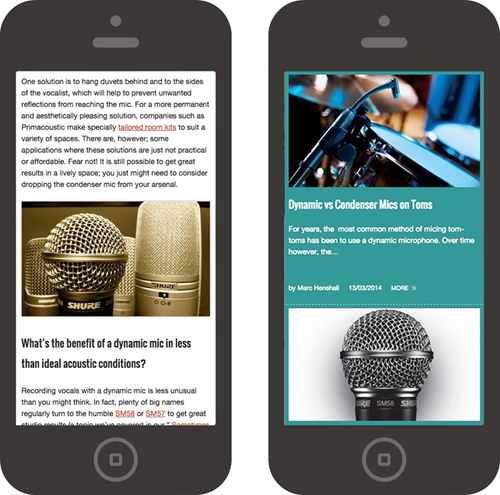 One solution is to hang duvets behind and to the sides
of the vocalist, which will help to prevent unwanted
reflections from reaching the mic. For a more permanent
and aesthetically pleasing solution, companies such as
Primacoustic make specially tailored room kits to suit a
variety of spaces. There are, however; some
applications where these solutions are just not practical
or affordable. Fear not! It is still possible to get great
results in a lively space; you just might need to consider
dropping the condenser mic from your arsenal.
SHURE
SHURE
What's the benefit of a dynamic mic in less
than ideal acoustic conditions?
Recording vocals with a dynamic mic is less unusual
than you might think. In fact, plenty of big names
regularly turn to the humble SM58 or SM57 to get great
studio results (a topic we've covered in our " Sometimes
Dynamic vs Condenser Mics on Toms
For years, the most common method of micing tom-
toms has been to use a dynamic microphone. Over time
however, the...
by Marc Henshall 13/03/2014 MORE »
SHURE SM58